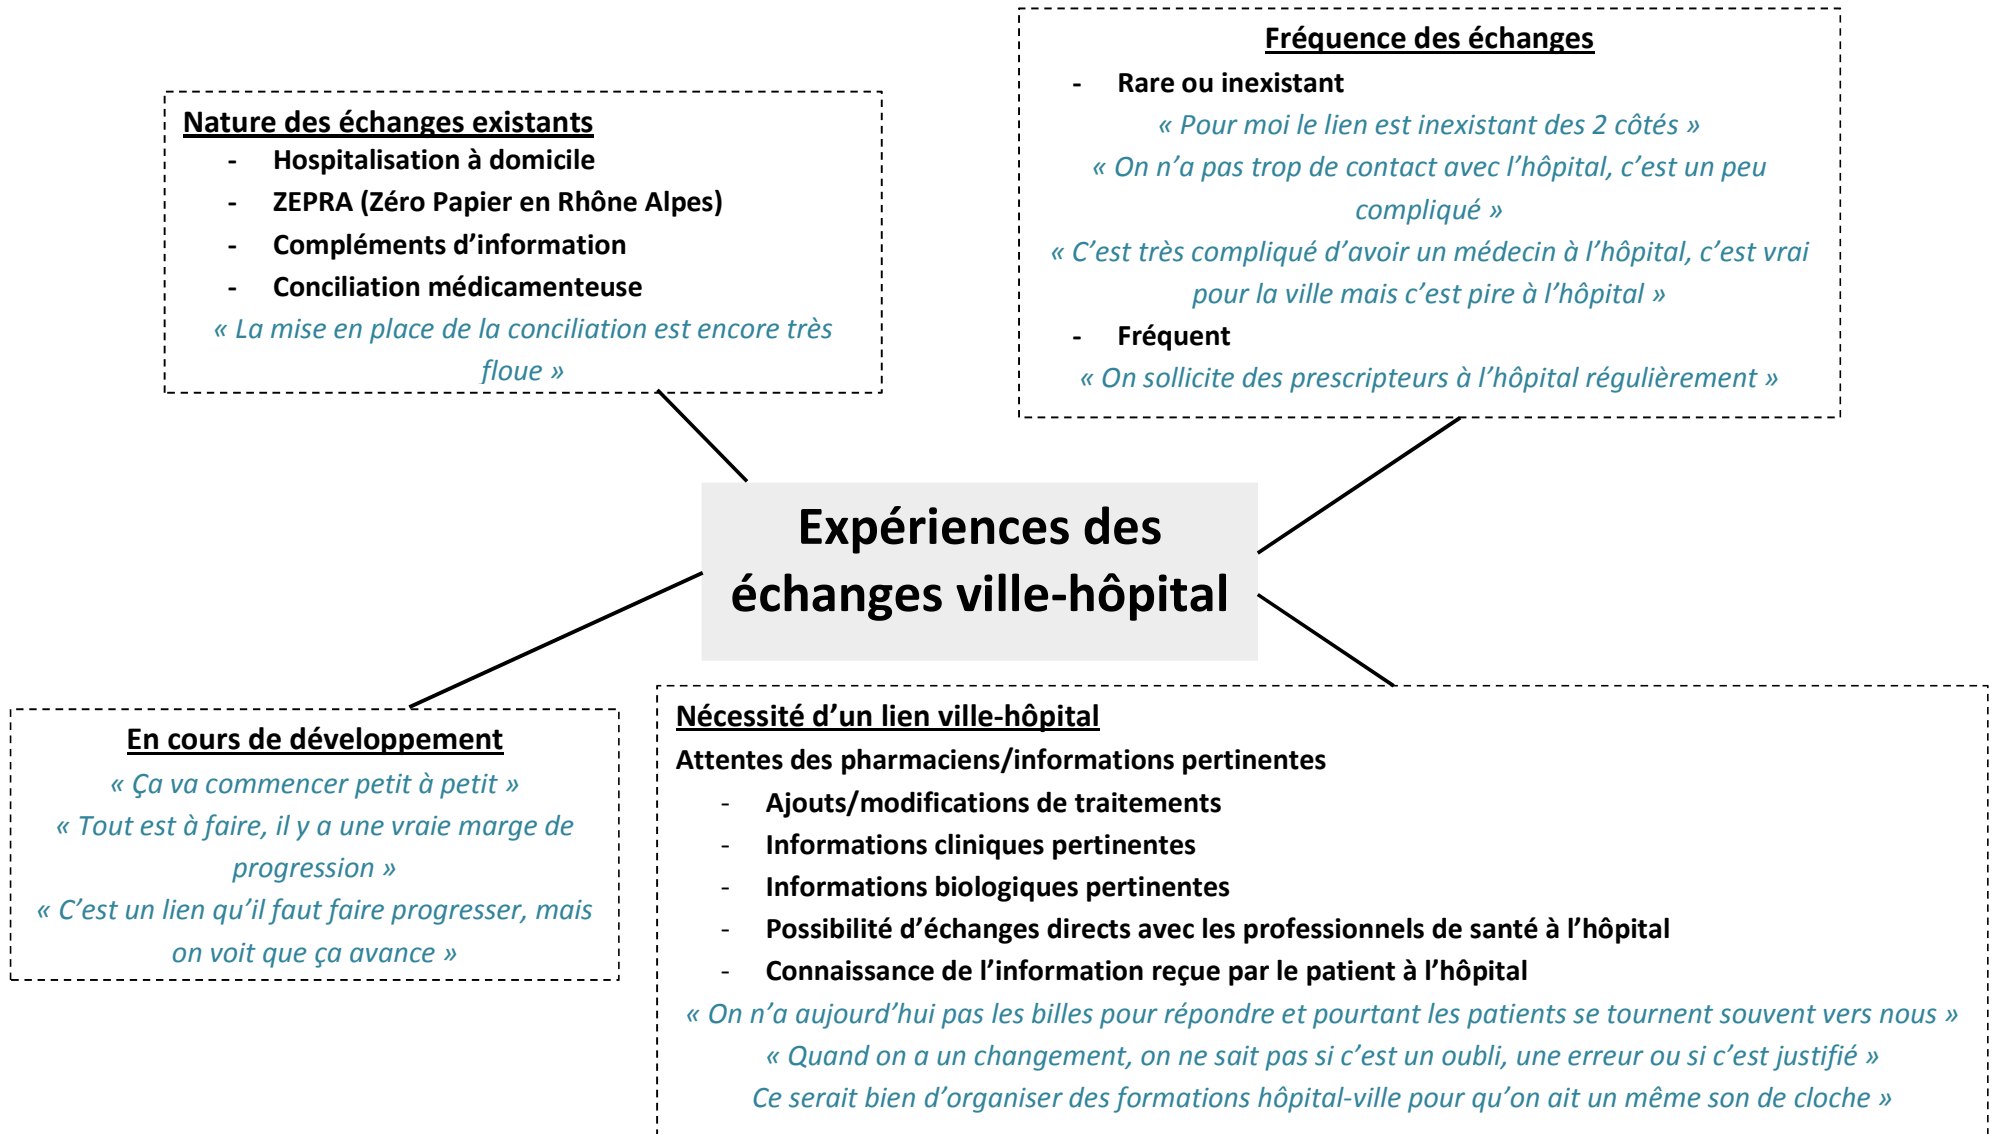 Nature des échanges existants
- Hospitalisation à domicile
- ZEPRA (Zéro Papier en Rhône Alpes)
- Compléments d’information
- Conciliation médicamenteuse
« La mise en place de la conciliation est encore très
floue »
Fréquence des échanges
- Rare ou inexistant
« Pour moi le lien est inexistant des 2 côtés »
« On n’a pas trop de contact avec l’hôpital, c’est un peu
compliqué »
« C’est très compliqué d’avoir un médecin à l’hôpital, c’est vrai
pour la ville mais c’est pire à l’hôpital »
- Fréquent
« On sollicite des prescripteurs à l’hôpital régulièrement »
Expériences des
échanges ville-hôpital
En cours de développement
« Ça va commencer petit à petit »
« Tout est à faire, il y a une vraie marge de
progression »
« C’est un lien qu’il faut faire progresser, mais
on voit que ça avance »
Nécessité d’un lien ville-hôpital
Attentes des pharmaciens/informations pertinentes
- Ajouts/modifications de traitements
- Informations cliniques pertinentes
- Informations biologiques pertinentes
- Possibilité d’échanges directs avec les professionnels de santé à l’hôpital
- Connaissance de l’information reçue par le patient à l’hôpital
« On n’a aujourd’hui pas les billes pour répondre et pourtant les patients se tournent souvent vers nous »
« Quand on a un changement, on ne sait pas si c’est un oubli, une erreur ou si c’est justifié »
Ce serait bien d’organiser des formations hôpital-ville pour qu’on ait un même son de cloche »